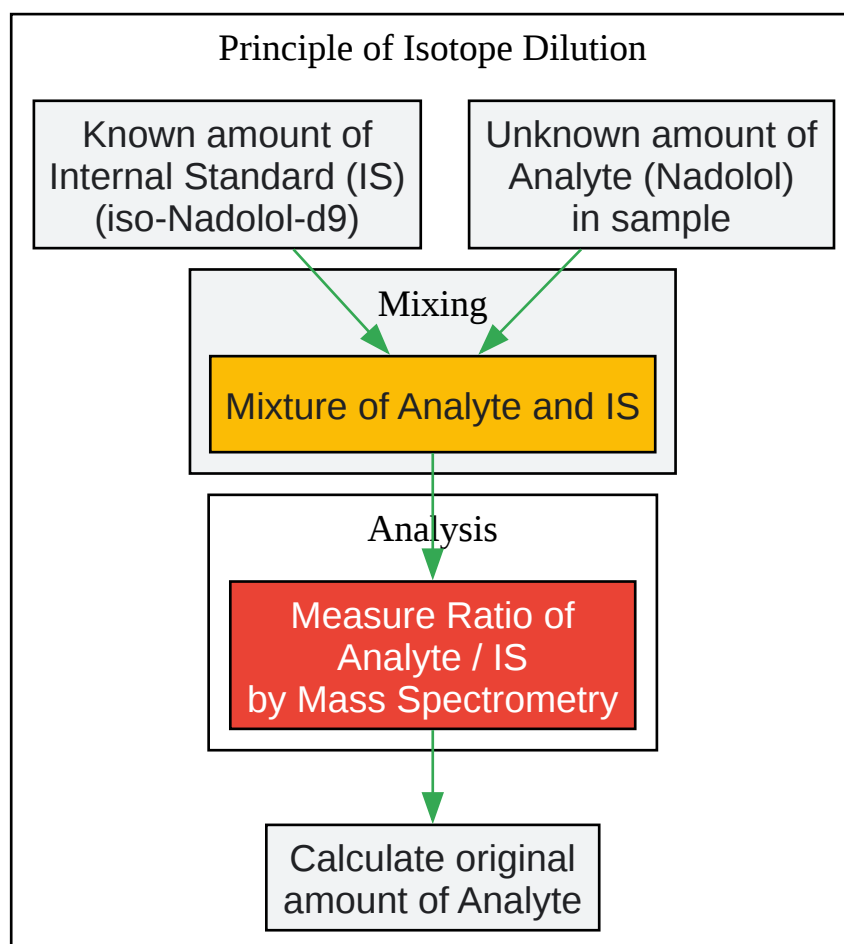 Principle of Isotope Dilution
Known amount of
Internal Standard (IS)
(iso-Nadolol-d9)
Unknown amount of
Analyte (Nadolol)
in sample
Mixing
Mixture of Analyte and IS
Analysis
Measure Ratio of
Analyte / IS
by Mass Spectrometry
Calculate original
amount of Analyte